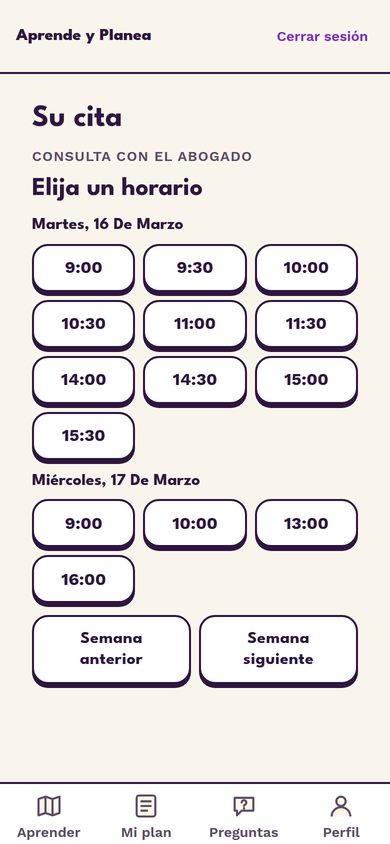 Aprende y Planea
Cerrar sesión
Su cita
CONSULTA CON EL ABOGADO
Elija un horario
Martes, 16 De Marzo
9:00 9:30 10:00
10:30 11:00 11:30
14:00 14:30 15:00
15:30
Miércoles, 17 De Marzo
9:00 10:00 13:00
16:00
Semana anterior
Semana siguiente
Aprender Mi plan Preguntas Perfil